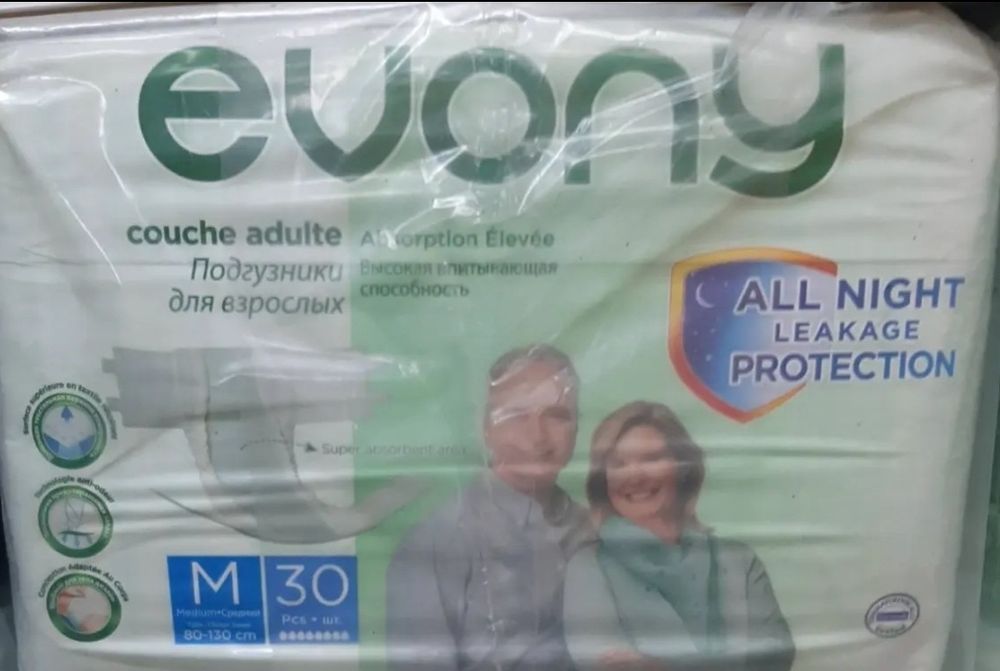 evony
couche adulte
Подгузники
для взрослых
Absorption Élevée
Высокая впитывающая
способность
ALL NIGHT
LEAKAGE
PROTECTION
Super absorbent area
M
Medium•Средний
80-130 cm
30
Pcs • шт.